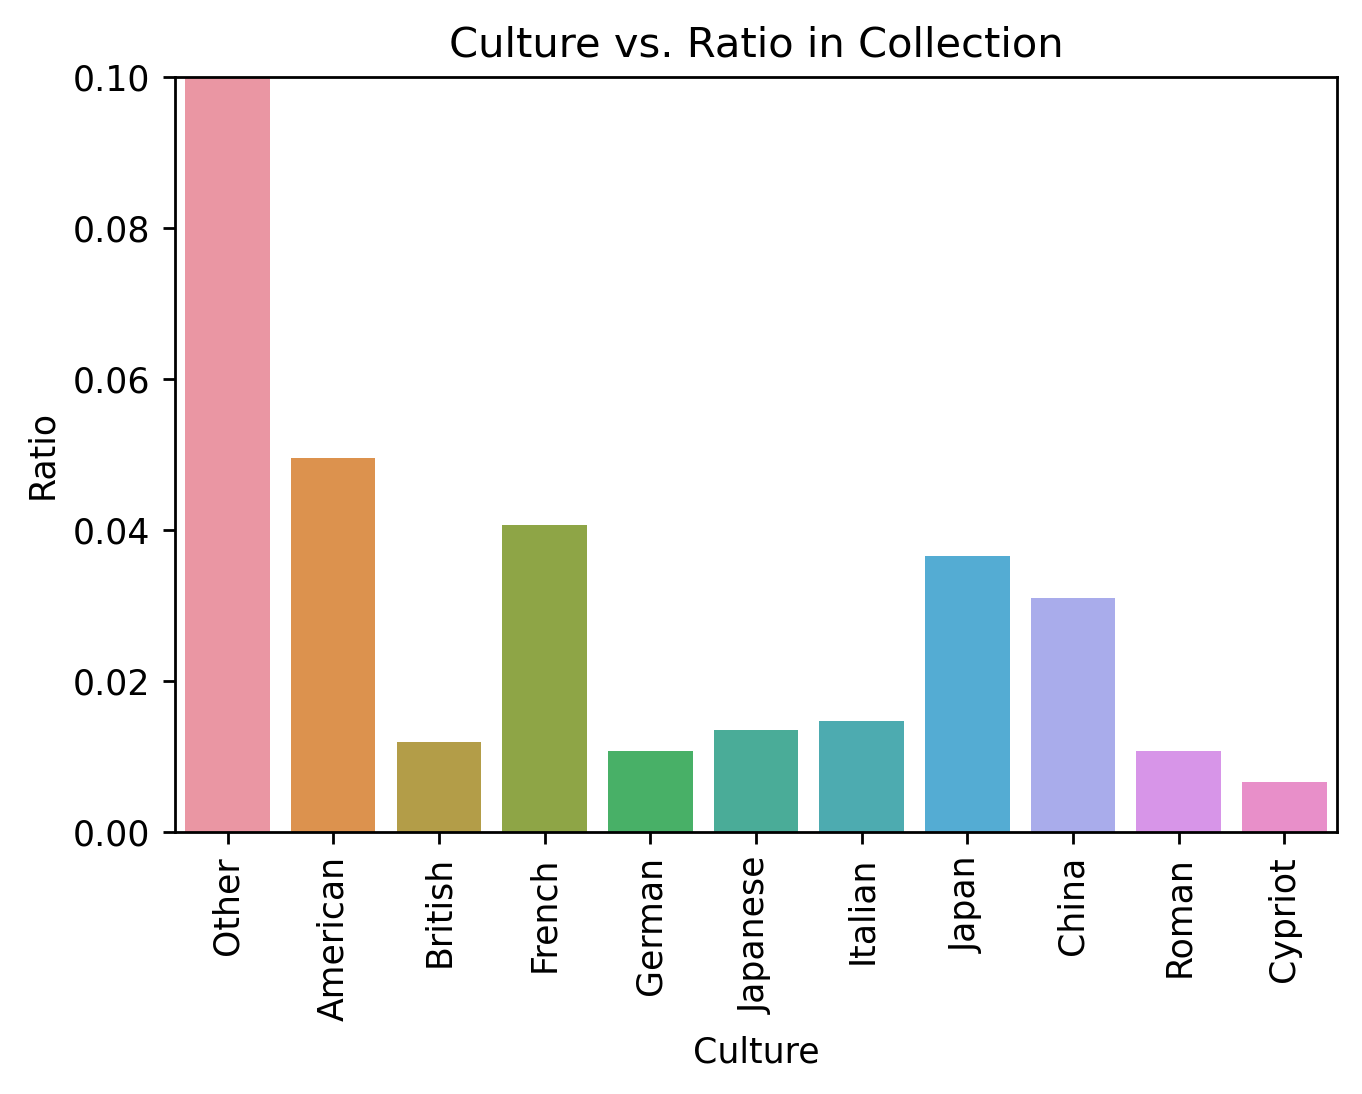 Culture vs. Ratio in Collection
0.10
0.08
0.06
0.04
0.02
0.00
Ratio
Other
American
British
French
German
Japanese
Italian
Japan
China
Roman
Cypriot
Culture